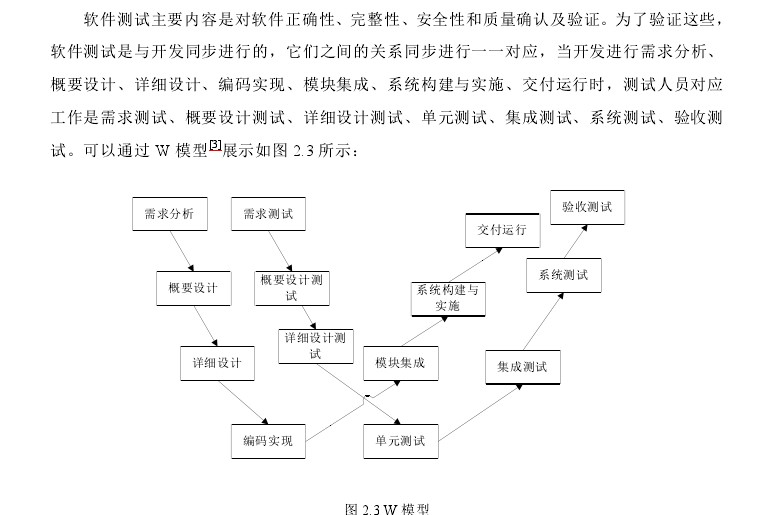 软件测试主要内容是对软件正确性、完整性、安全性和质量确认及验证。为了验证这些，
软件测试是与开发同步进行的，它们之间的关系同步进行一一对应，当开发进行需求分析、
概要设计、详细设计、编码实现、模块集成、系统构建与实施、交付运行时，测试人员对应
工作是需求测试、概要设计测试、详细设计测试、单元测试、集成测试、系统测试、验收测
试。可以通过 W 模型[3]展示如图 2.3 所示：
需求分析
需求测试
交付运行
验收测试
概要设计
概要设计测
试
系统构建与
实施
系统测试
详细设计
详细设计测
试
模块集成
集成测试
编码实现
单元测试
图 2.3 W 模型